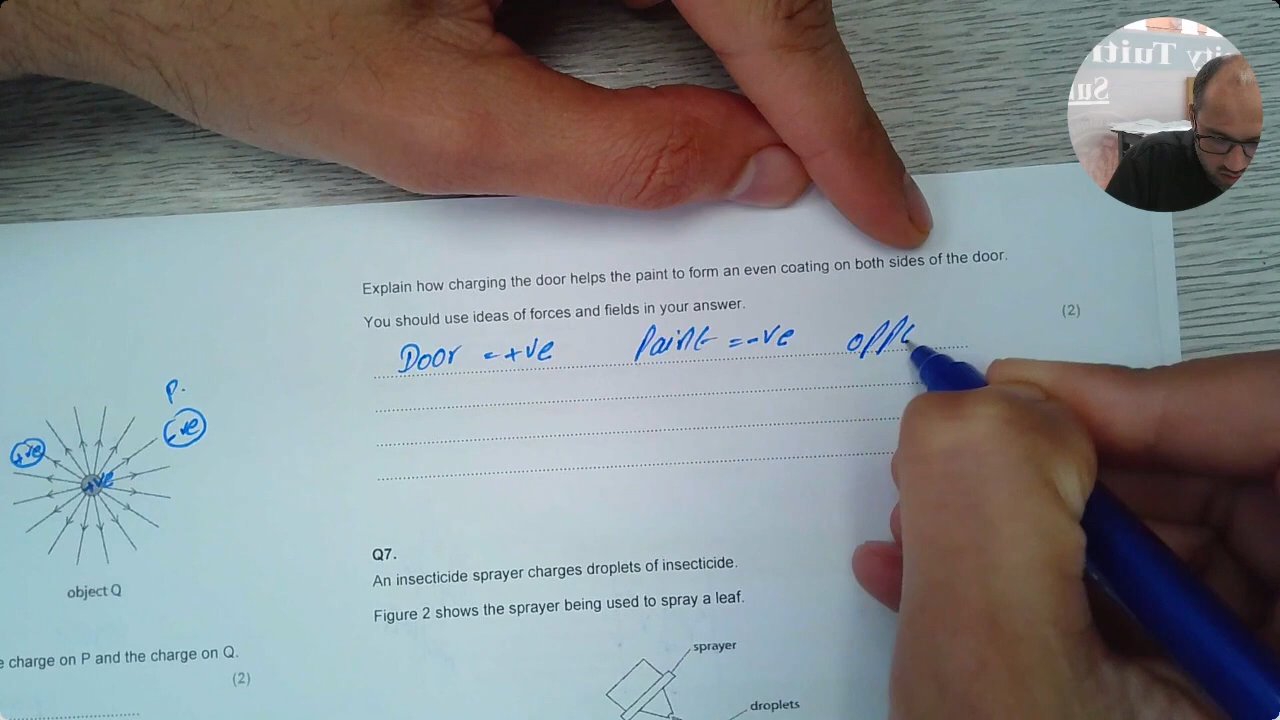 Explain how charging the door helps the paint to form an even coating on both sides of the door.
You should use ideas of forces and fields in your answer.
(2)
Door = +ve Paint = -ve
P.
-ve
+ve
+ve
object Q
charge on P and the charge on Q.
(2)
Q7.
An insecticide sprayer charges droplets of insecticide.
Figure 2 shows the sprayer being used to spray a leaf.
sprayer
droplets